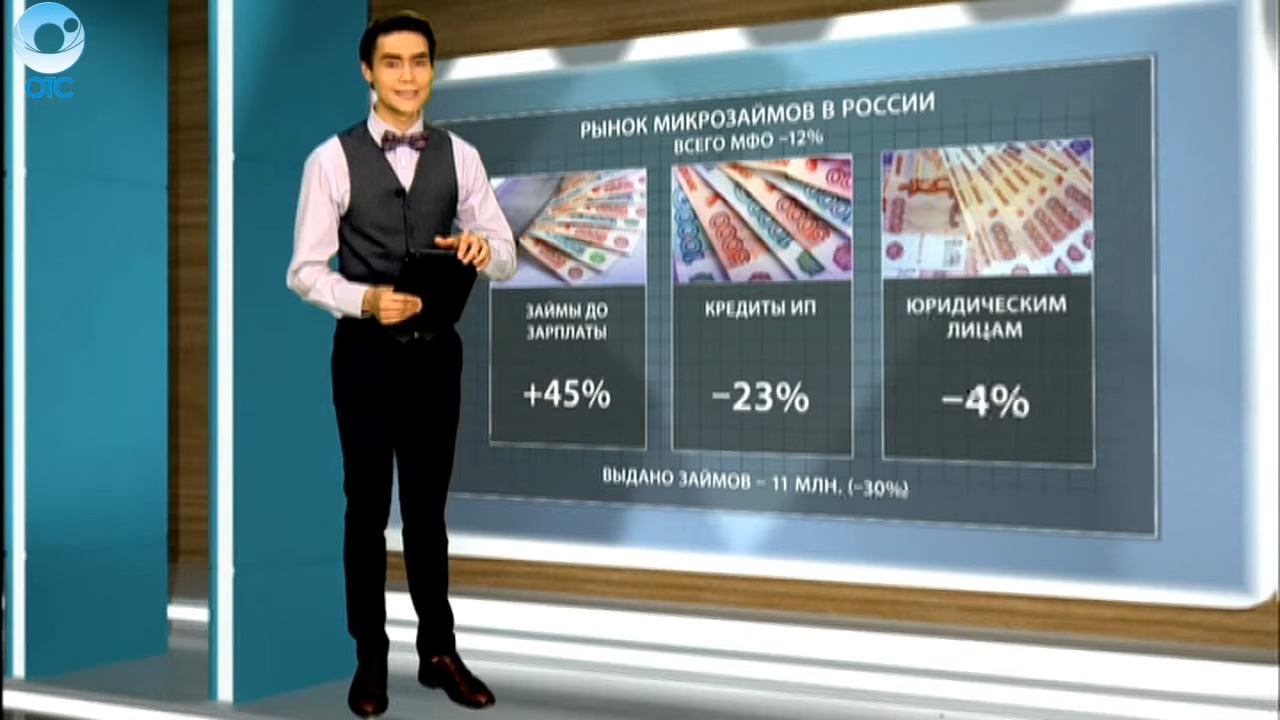 ОТС
РЫНОК МИКРОЗАЙМОВ В РОССИИ
ВСЕГО МФО –12%
ЗАЙМЫ ДО
ЗАРПЛАТЫ
+45%
КРЕДИТЫ ИП
–23%
ЮРИДИЧЕСКИМ
ЛИЦАМ
–4%
ВЫДАНО ЗАЙМОВ – 11 МЛН. (–30%)